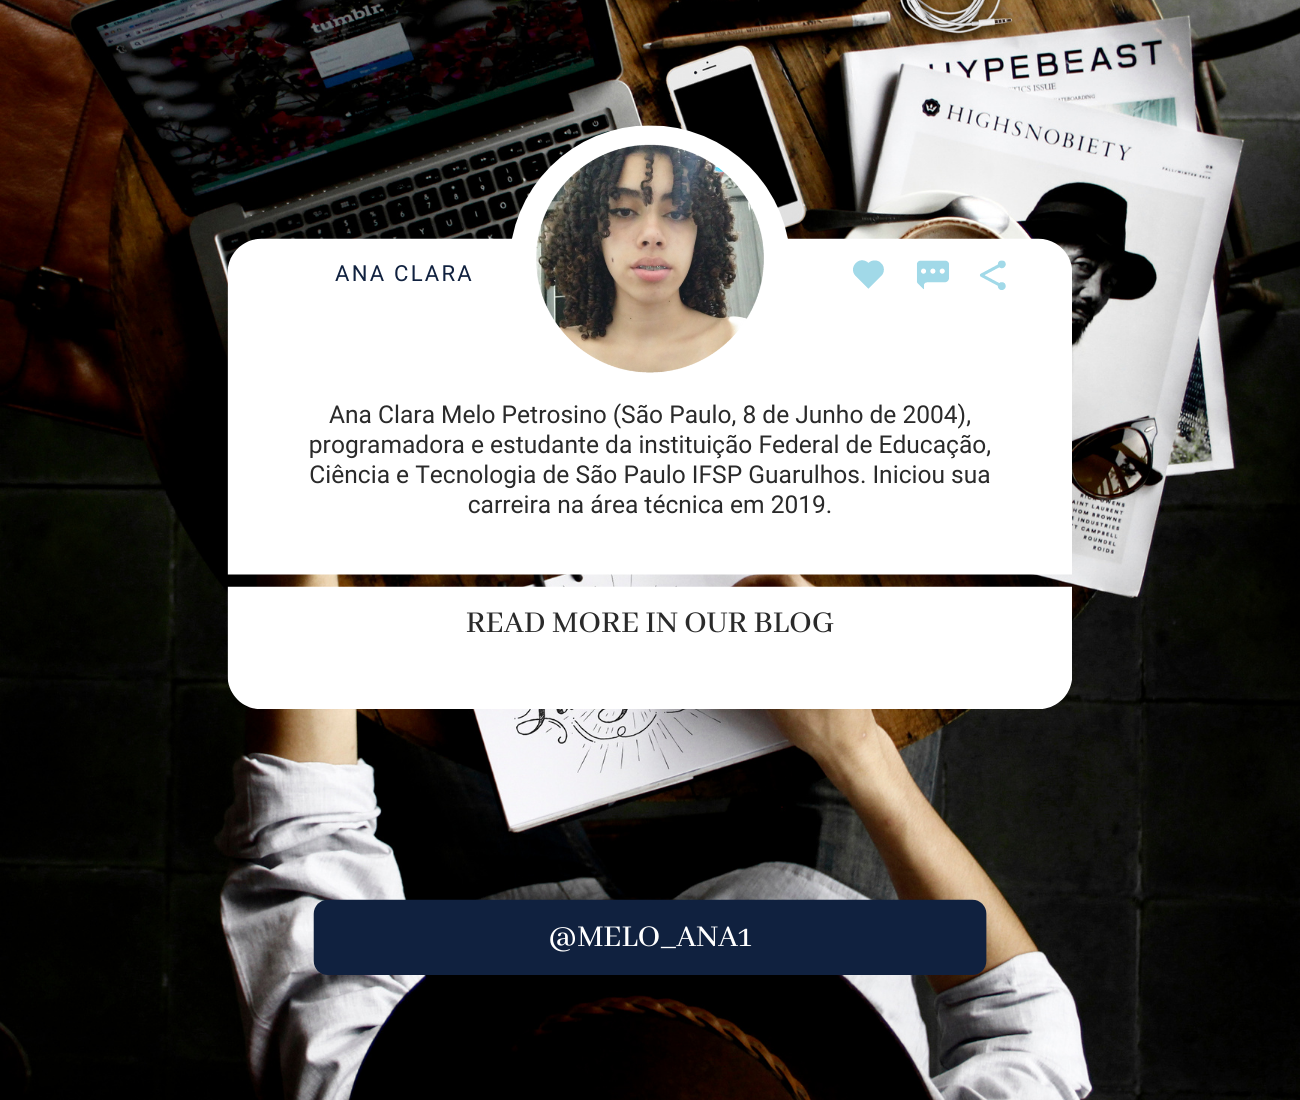 tumblr.
HYPEBEAST
HIGHSNOBIETY
ANA CLARA
Ana Clara Melo Petrosino (São Paulo, 8 de Junho de 2004),
programadora e estudante da instituição Federal de Educação,
Ciência e Tecnologia de São Paulo IFSP Guarulhos. Iniciou sua
carreira na área técnica em 2019.
READ MORE IN OUR BLOG
@MELO_ANA1